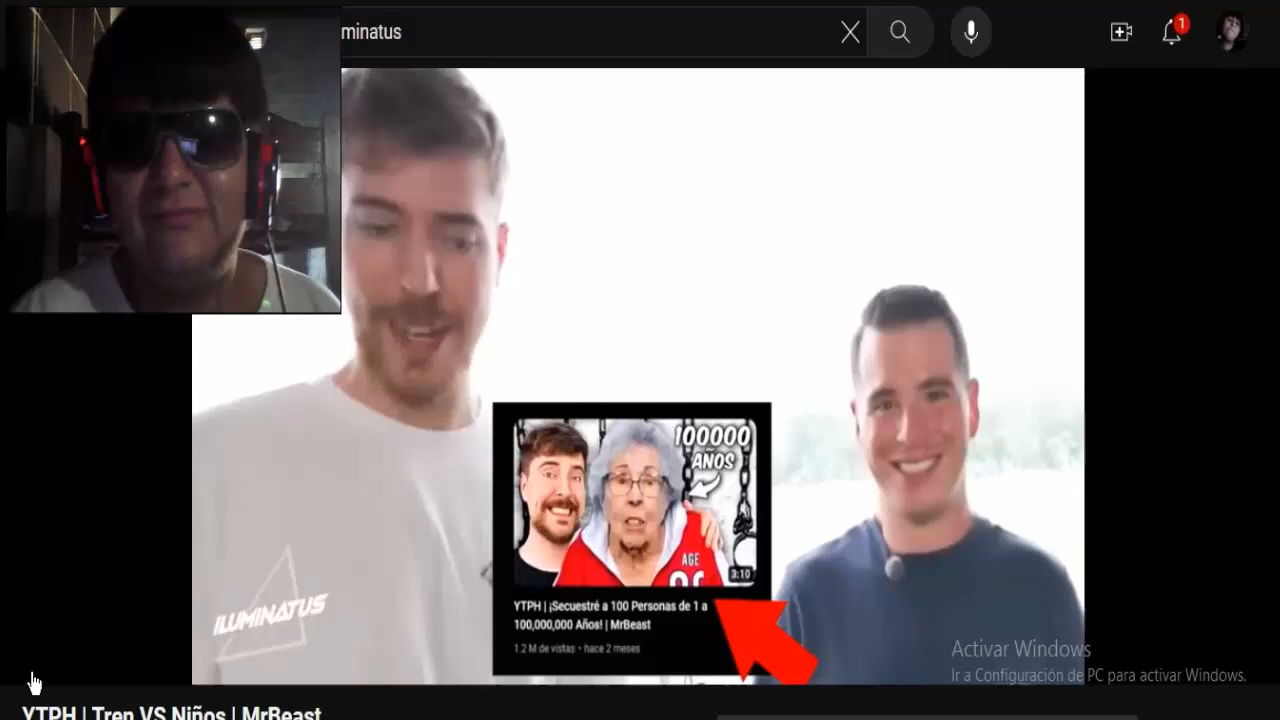 minatus
1
100000
AÑOS
AGE
3:10
YTPH | ¡Secuestré a 100 Personas de 1 a
100,000,000 Años! | MrBeast
1.2 M de vistas • hace 2 meses
ILUMINATUS
Activar Windows
Ir a Configuración de PC para activar Windows.
YTPH | Tren VS Niños | MrBeast